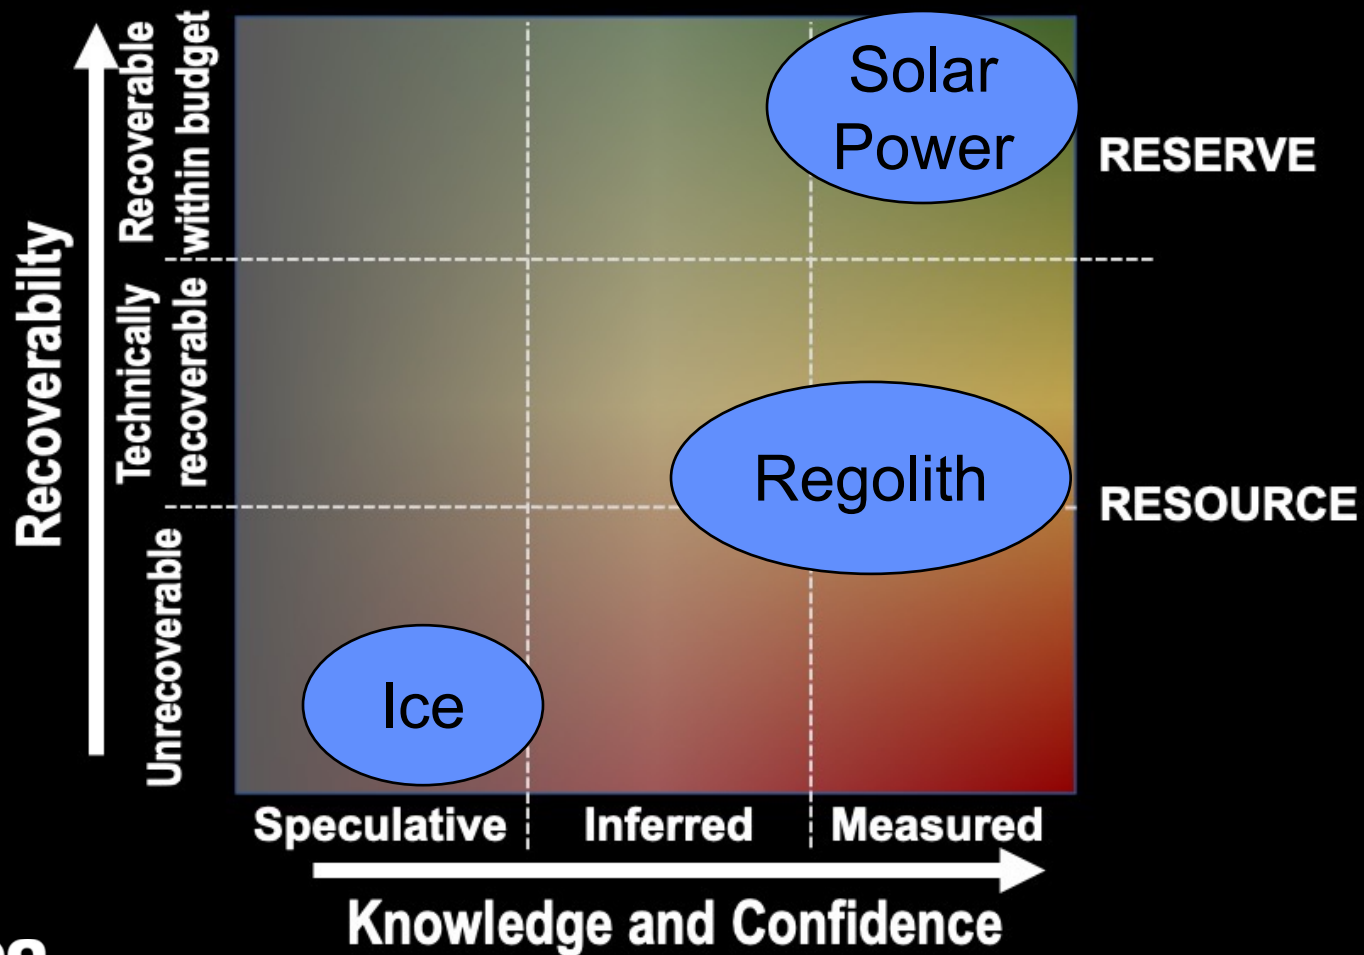 Recoverabilty
Recoverable
within budget
Technically
recoverable
Unrecoverable
Solar
Power
RESERVE
Regolith
RESOURCE
Ice
Speculative
Inferred
Measured
Knowledge and Confidence